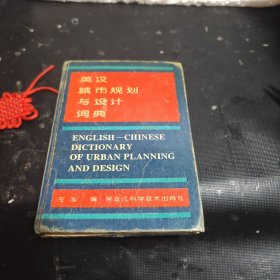 英汉
城市规划
与设计
词典
ENGLISH—CHINESE
DICTIONARY
OF URBAN PLANNING
AND DESIGN
编 黑龙江科学技术出版社